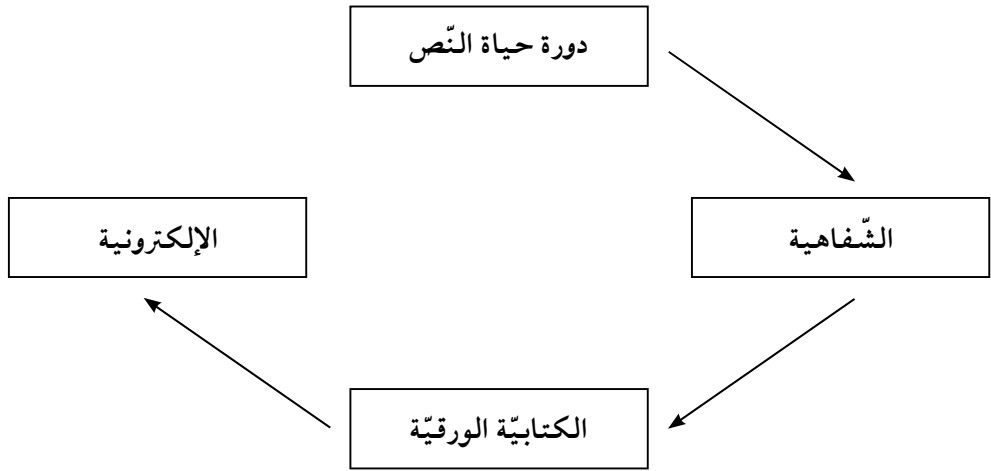 دورة حياة النّص
الشّفاهية
الكتابيّة الورقيّة
الإلكترونية